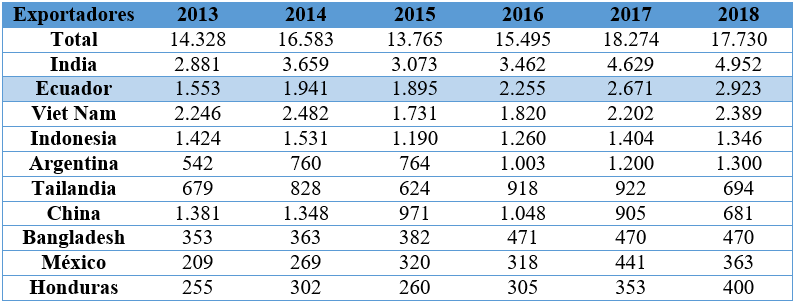 Exportadores 2013 2014 2015 2016 2017 2018
Total 14.328 16.583 13.765 15.495 18.274 17.730
India 2.881 3.659 3.073 3.462 4.629 4.952
Ecuador 1.553 1.941 1.895 2.255 2.671 2.923
Viet Nam 2.246 2.482 1.731 1.820 2.202 2.389
Indonesia 1.424 1.531 1.190 1.260 1.404 1.346
Argentina 542 760 764 1.003 1.200 1.300
Tailandia 679 828 624 918 922 694
China 1.381 1.348 971 1.048 905 681
Bangladesh 353 363 382 471 470 470
México 209 269 320 318 441 363
Honduras 255 302 260 305 353 400